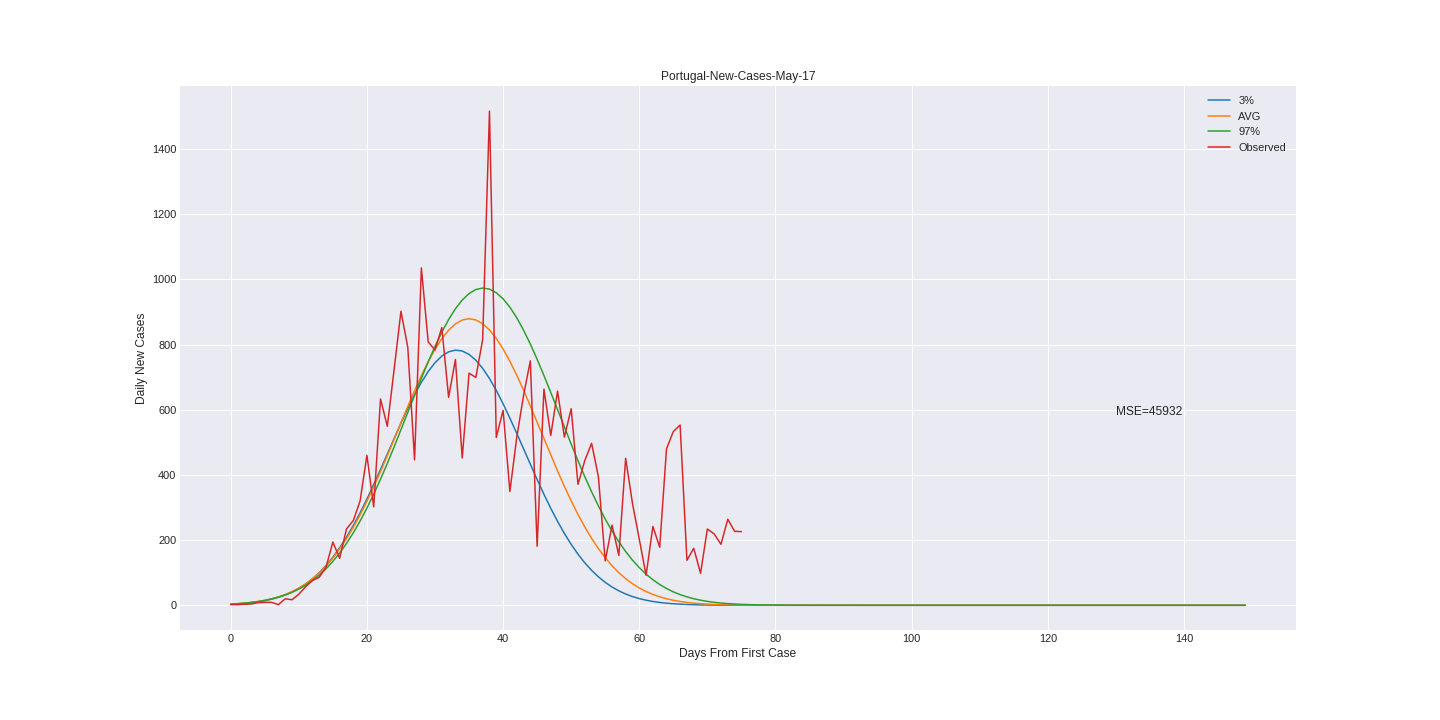 Portugal-New-Cases-May-17
3%
AVG
97%
Observed
1400
1200
1000
800
600
400
200
0
Daily New Cases
MSE=45932
0 20 40 60 80 100 120 140
Days From First Case